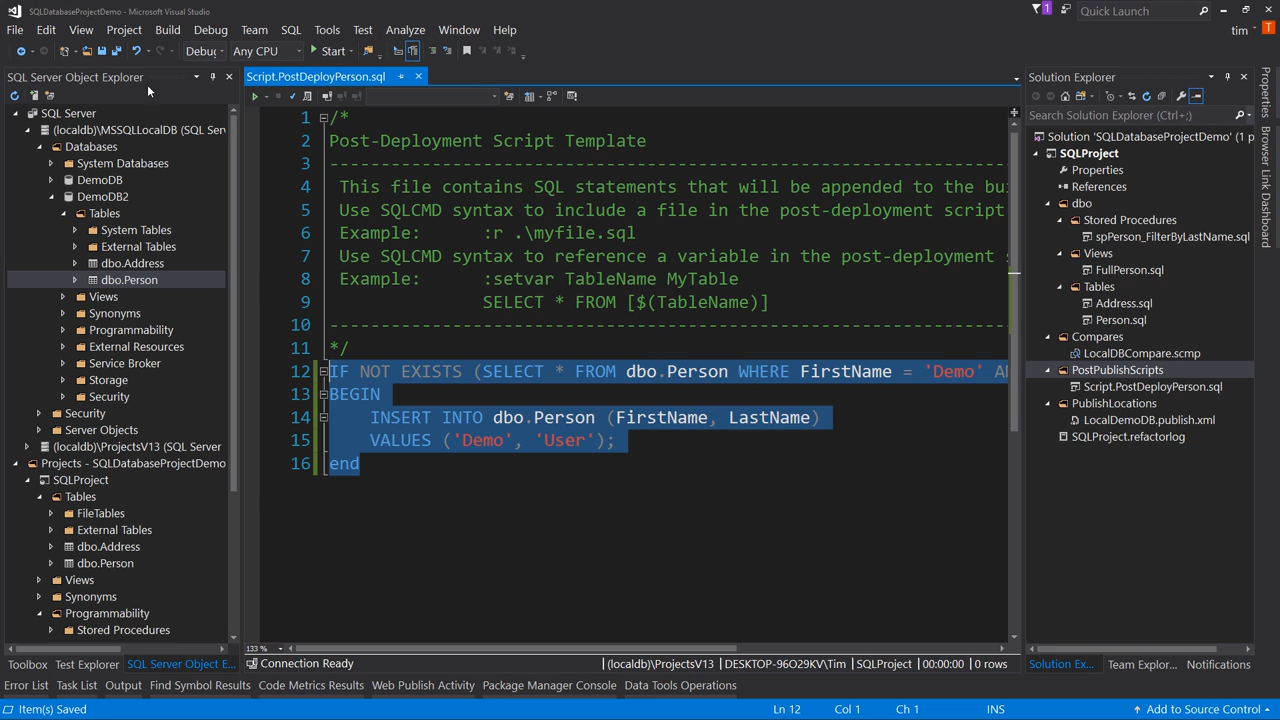 SQLDatabaseProjectDemo - Microsoft Visual Studio
1
Quick Launch
File Edit View Project Build Debug Team SQL Tools Test Analyze Window Help
tim
T
Debug Any CPU Start
SQL Server Object Explorer
SQL Server
(localdb)\MSSQLLocalDB (SQL Serv
Databases
System Databases
DemoDB
DemoDB2
Tables
System Tables
External Tables
dbo.Address
dbo.Person
Views
Synonyms
Programmability
External Resources
Service Broker
Storage
Security
Security
Server Objects
(localdb)\ProjectsV13 (SQL Server
Projects - SQLDatabaseProjectDemo
SQLProject
Tables
FileTables
External Tables
dbo.Address
dbo.Person
Views
Synonyms
Programmability
Stored Procedures
Toolbox Test Explorer SQL Server Object E...
Script.PostDeployPerson.sql
1 /*
2 Post-Deployment Script Template
3 --------------------------------------------------------------------------------------
4 This file contains SQL statements that will be appended to the bui
5 Use SQLCMD syntax to include a file in the post-deployment script
6 Example: :r .\myfile.sql
7 Use SQLCMD syntax to reference a variable in the post-deployment s
8 Example: :setvar TableName MyTable
9 SELECT * FROM [$(TableName)]
10 --------------------------------------------------------------------------------------
11 */
12 IF NOT EXISTS (SELECT * FROM dbo.Person WHERE FirstName = 'Demo' AN
13 BEGIN
14 INSERT INTO dbo.Person (FirstName, LastName)
15 VALUES ('Demo', 'User');
16 end
133 %
Connection Ready (localdb)\ProjectsV13 DESKTOP-96O29KV\Tim SQLProject 00:00:00 0 rows
Solution Explorer
Search Solution Explorer (Ctrl+;)
Solution 'SQLDatabaseProjectDemo' (1 p
SQLProject
Properties
References
dbo
Stored Procedures
spPerson_FilterByLastName.sql
Views
FullPerson.sql
Tables
Address.sql
Person.sql
Compares
LocalDBCompare.scmp
PostPublishScripts
Script.PostDeployPerson.sql
PublishLocations
LocalDemoDB.publish.xml
SQLProject.refactorlog
Solution Ex... Team Explor... Notifications
Properties
Browser Link Dashboard
Error List Task List Output Find Symbol Results Code Metrics Results Web Publish Activity Package Manager Console Data Tools Operations
Item(s) Saved Ln 12 Col 1 Ch 1 INS Add to Source Control